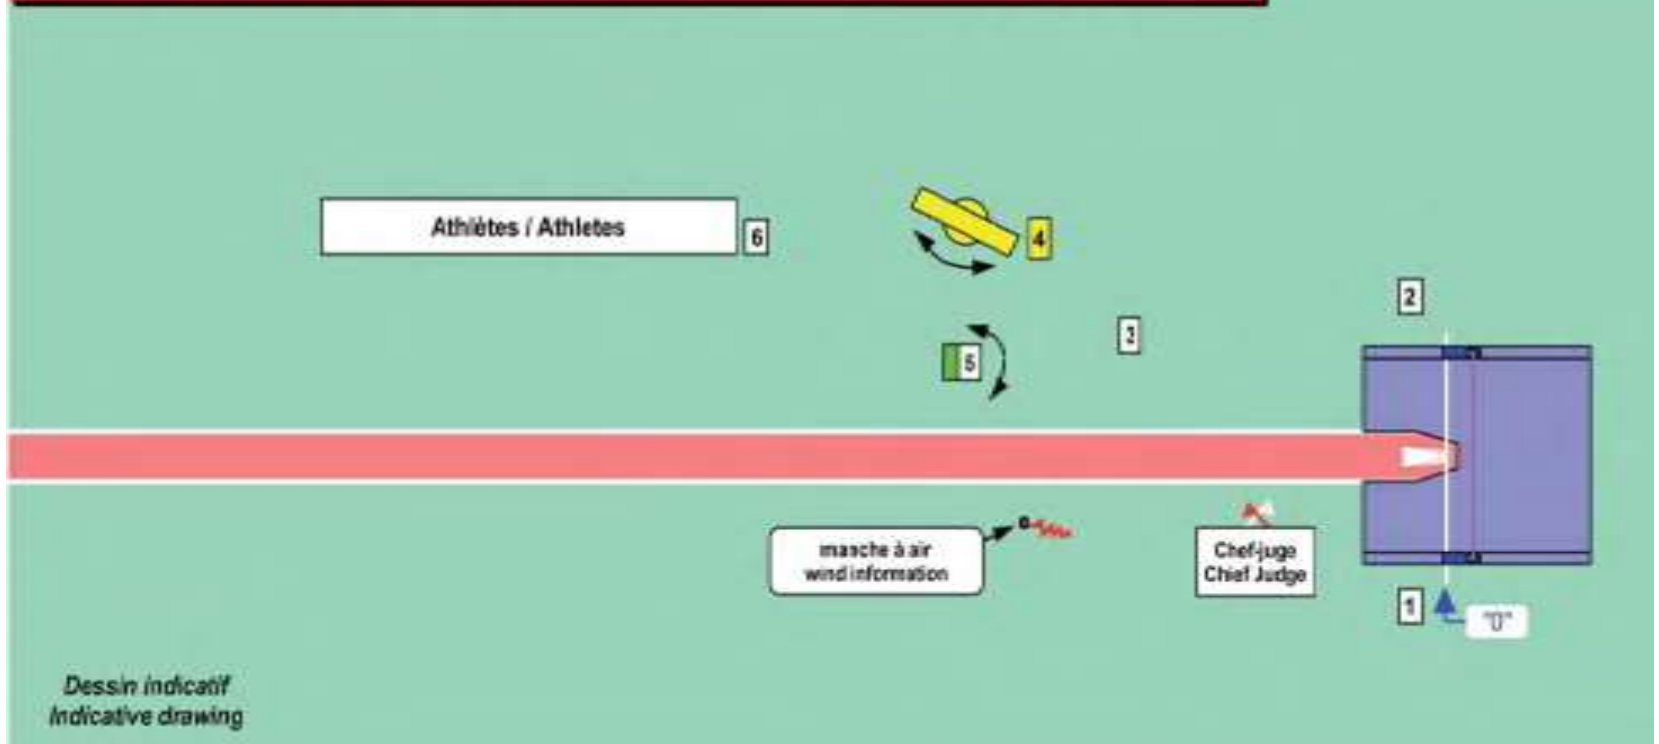 2
4
Athlètes / Athletes
6
3
5
manche à air
wind information
Chef-juge
Chief Judge
1
"0"
Dessin indicatif
Indicative drawing